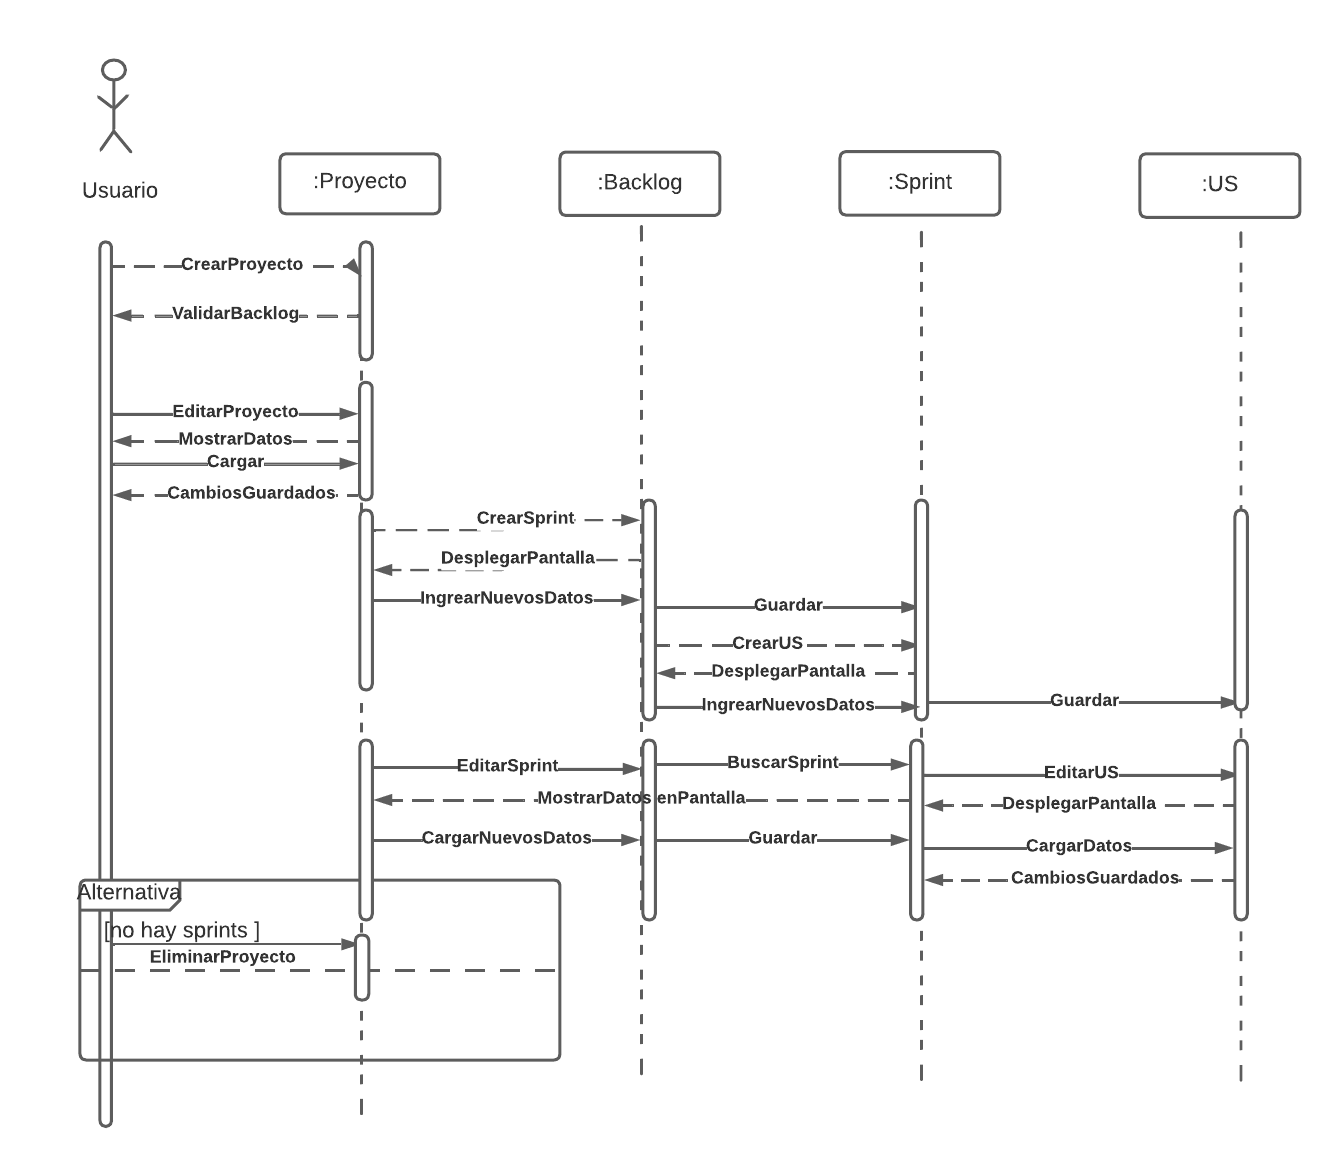 Usuario
:Proyecto
:Backlog
:Sprint
:US
CrearProyecto
ValidarBacklog
EditarProyecto
MostrarDatos
Cargar
CambiosGuardados
CrearSprint
DesplegarPantalla
IngrearNuevosDatos
Guardar
CrearUS
DesplegarPantalla
IngrearNuevosDatos
Guardar
EditarSprint
BuscarSprint
EditarUS
MostrarDatos enPantalla
DesplegarPantalla
CargarNuevosDatos
Guardar
CargarDatos
CambiosGuardados
Alternativa
[no hay sprints ]
EliminarProyecto